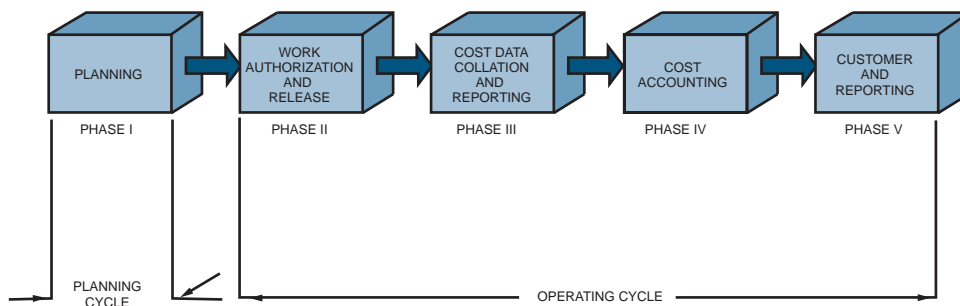 PLANNING
WORK
AUTHORIZATION
AND
RELEASE
COST DATA
COLLATION
AND
REPORTING
COST
ACCOUNTING
CUSTOMER
AND
REPORTING
PHASE I
PHASE II
PHASE III
PHASE IV
PHASE V
PLANNING
CYCLE
OPERATING CYCLE